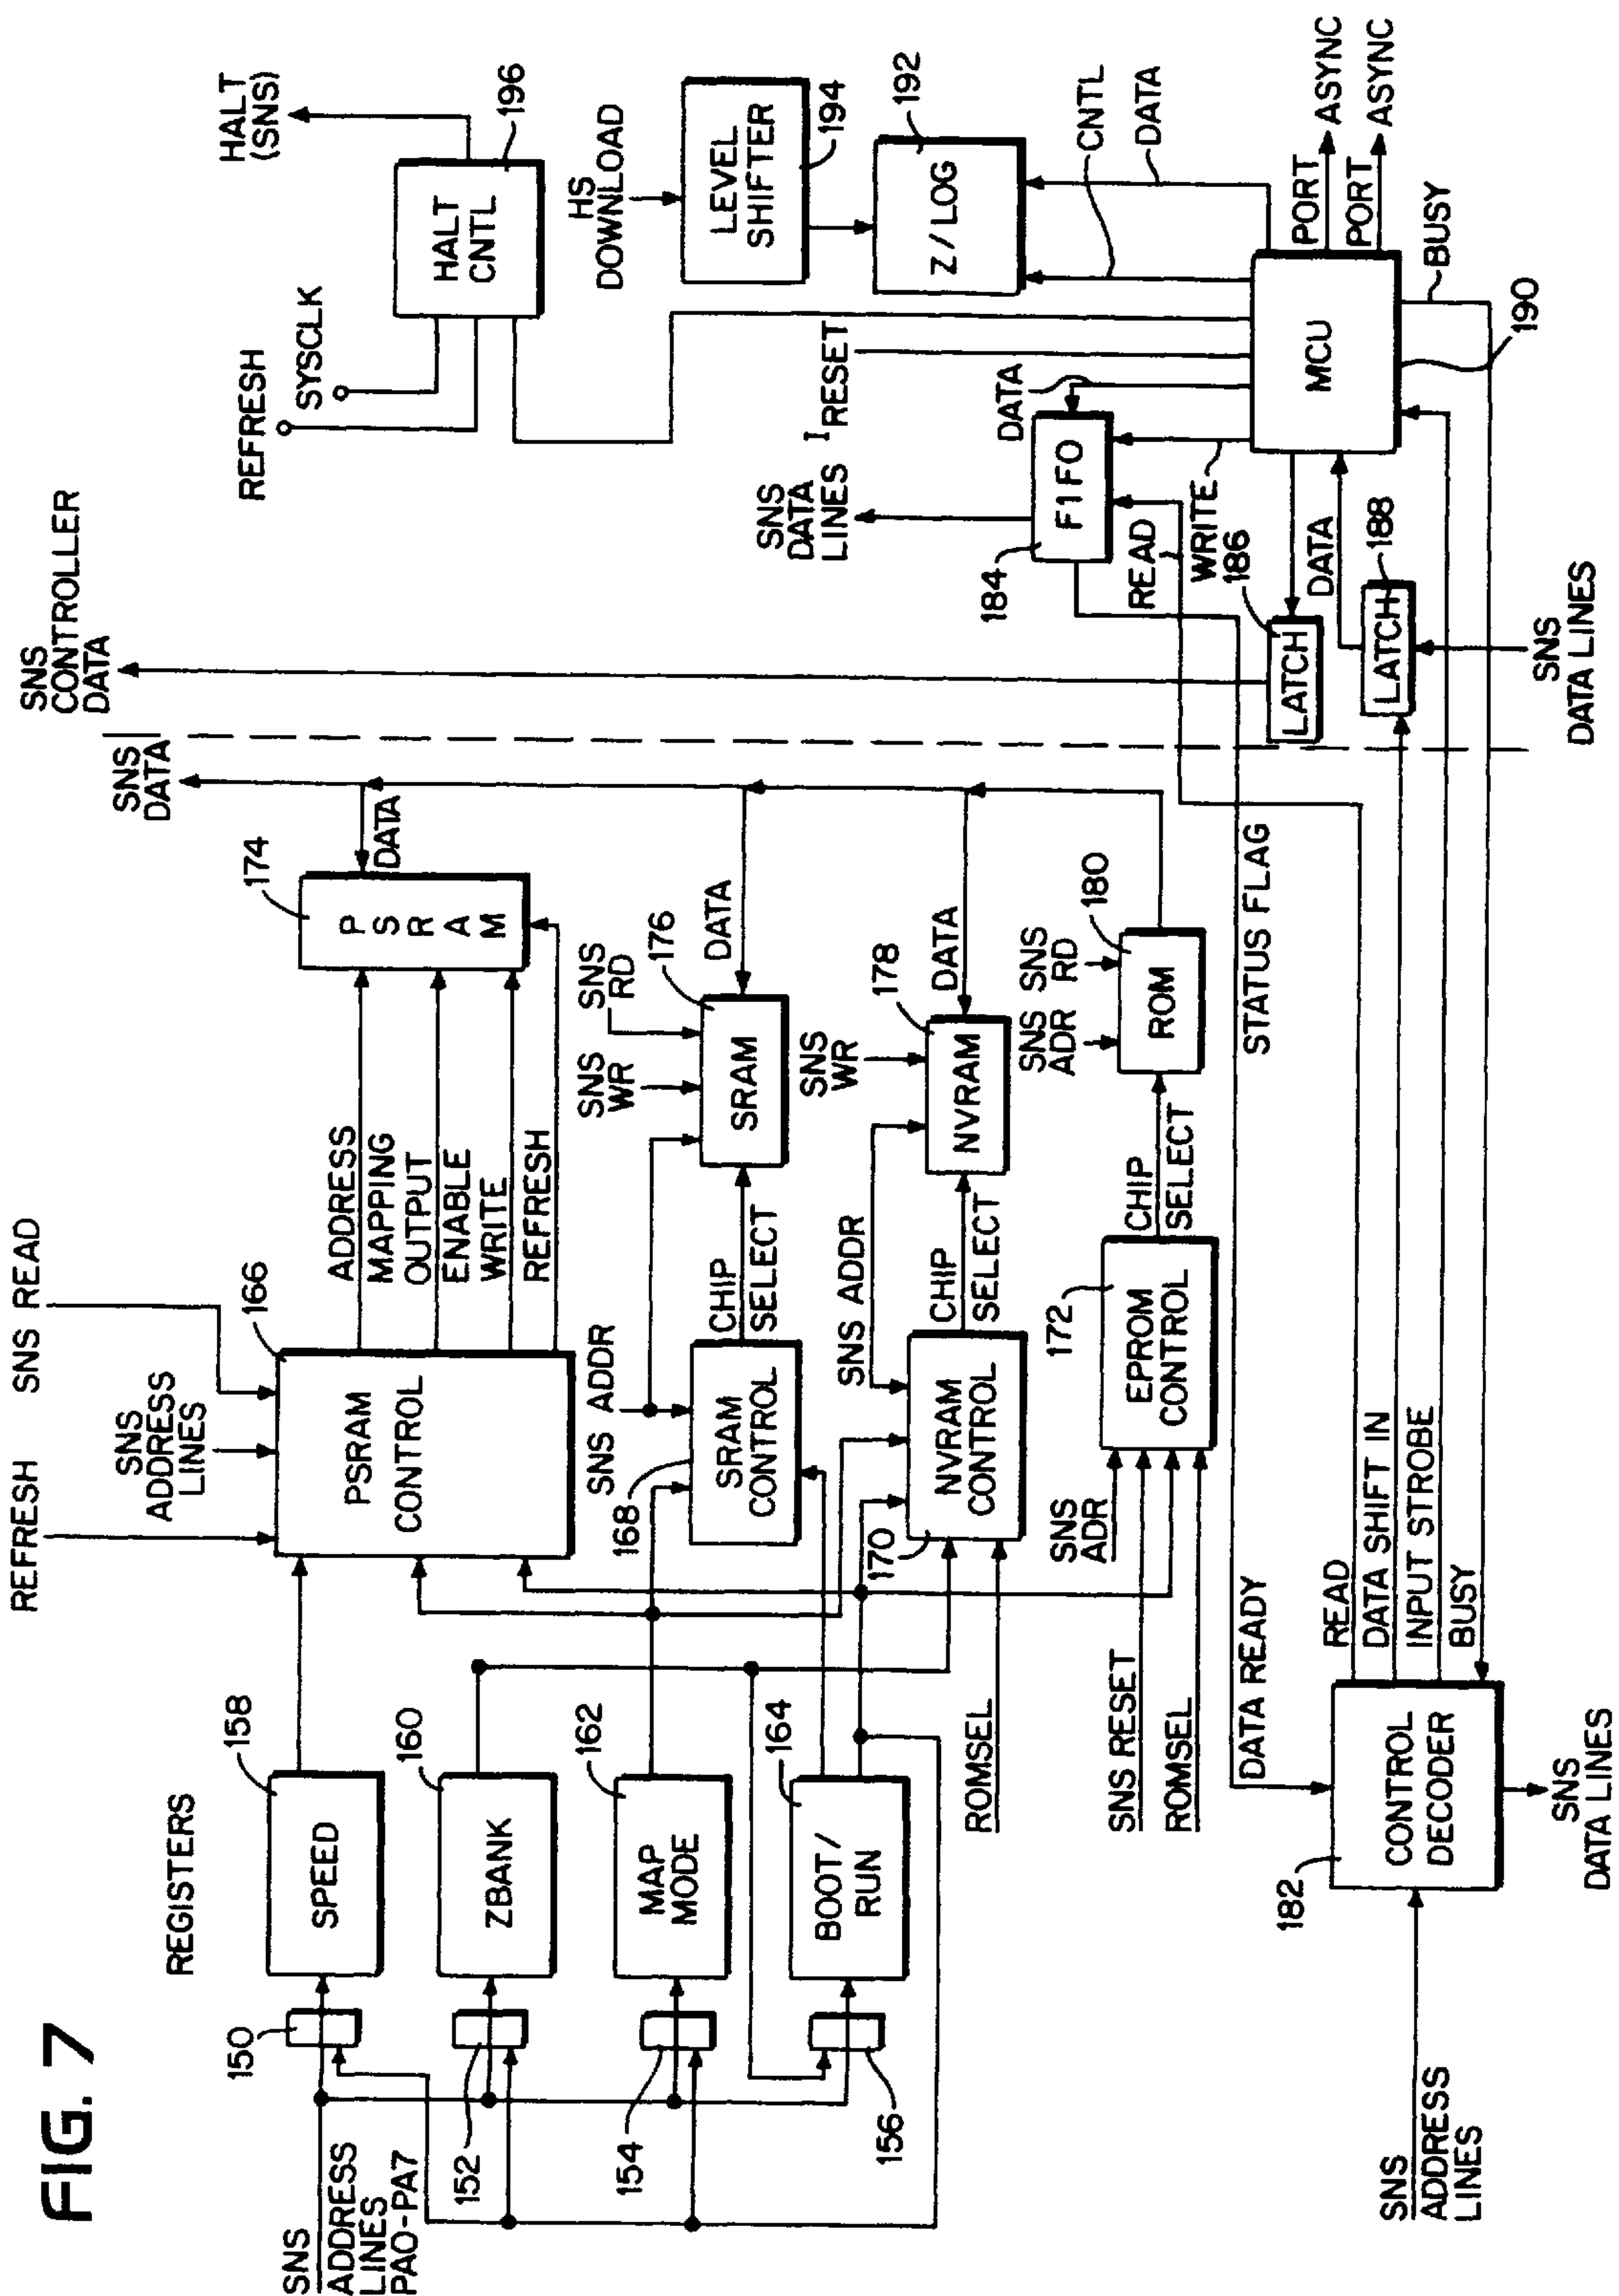 FIG. 7
SNS
ADDRESS
LINES
PAO-PA7
150
152
154
156
REGISTERS
SPEED
158
ZBANK
160
MAP
MODE
162
BOOT/
RUN
164
REFRESH
SNS
ADDRESS
LINES
SNS READ
PSRAM
CONTROL
166
ADDRESS
MAPPING
OUTPUT
ENABLE
WRITE
REFRESH
PSRAM
174
DATA
SNS
DATA
SNS ADDR
SRAM
CONTROL
168
CHIP
SELECT
SNS
WR
SNS
RD
SRAM
176
DATA
ROMSEL
SNS ADDR
NVRAM
CONTROL
170
CHIP
SELECT
SNS
WR
NVRAM
178
DATA
SNS RESET
ROMSEL
SNS
ADR
EPROM
CONTROL
172
CHIP
SELECT
SNS
ADR
SNS
RD
ROM
180
DATA READY
STATUS FLAG
SNS
ADDRESS
LINES
CONTROL
DECODER
182
SNS
DATA LINES
READ
DATA SHIFT IN
INPUT STROBE
BUSY
SNS
CONTROLLER
DATA
REFRESH
SYSCLK
HALT
CNTL
196
HALT
(SNS)
HS
DOWNLOAD
LEVEL
SHIFTER
194
Z/LOG
192
CNTL
DATA
SNS
DATA
LINES
I RESET
DATA
F1F0
184
READ
WRITE
LATCH
186
DATA
LATCH
188
SNS
DATA LINES
MCU
190
PORT
ASYNC
PORT
ASYNC
BUSY